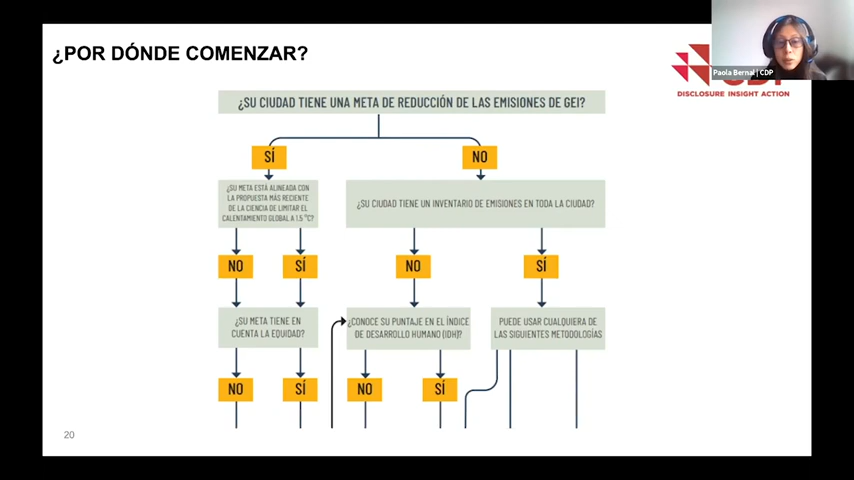 ¿POR DÓNDE COMENZAR?
Paola Bernal | CDP
DISCLOSURE INSIGHT ACTION
¿SU CIUDAD TIENE UNA META DE REDUCCIÓN DE LAS EMISIONES DE GEI?
SÍ
NO
¿SU META ESTÁ ALINEADA CON
LA PROPUESTA MÁS RECIENTE
DE LA CIENCIA DE LIMITAR EL
CALENTAMIENTO GLOBAL A 1.5 °C?
¿SU CIUDAD TIENE UN INVENTARIO DE EMISIONES EN TODA LA CIUDAD?
NO
SÍ
NO
SÍ
¿SU META TIENE EN
CUENTA LA EQUIDAD?
¿CONOCE SU PUNTAJE EN EL ÍNDICE
DE DESARROLLO HUMANO (IDH)?
PUEDE USAR CUALQUIERA DE
LAS SIGUIENTES METODOLOGÍAS
NO
SÍ
NO
SÍ
20